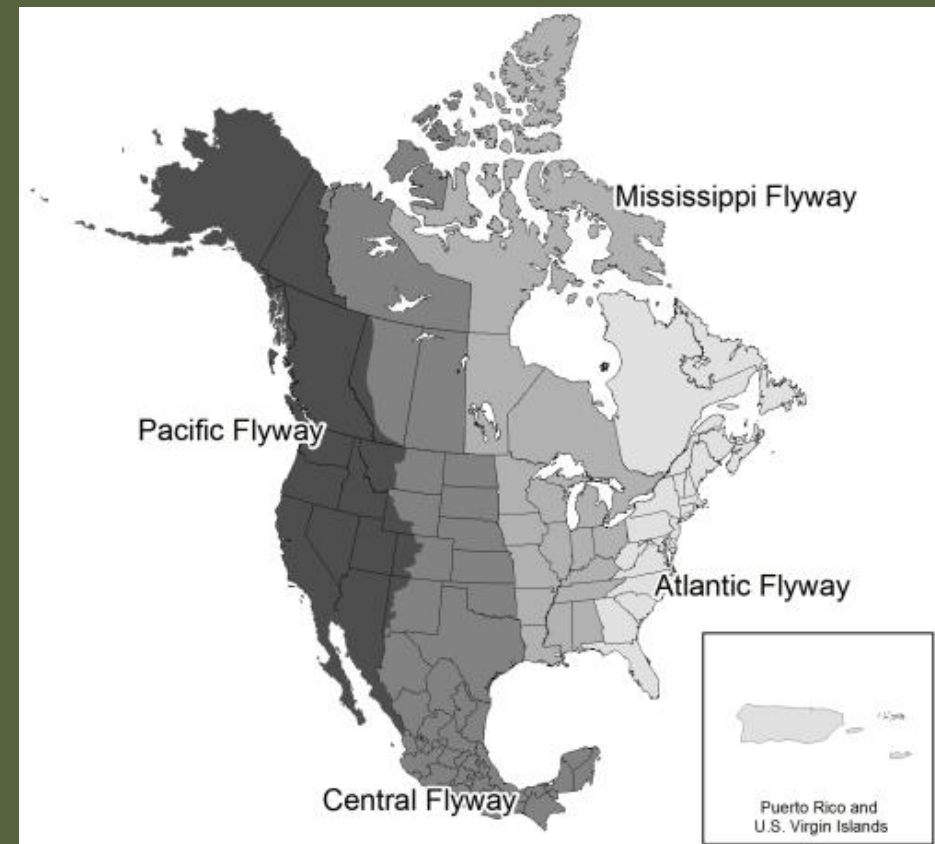 Mississippi Flyway
Pacific Flyway
Atlantic Flyway
Central Flyway
Puerto Rico and
U.S. Virgin Islands